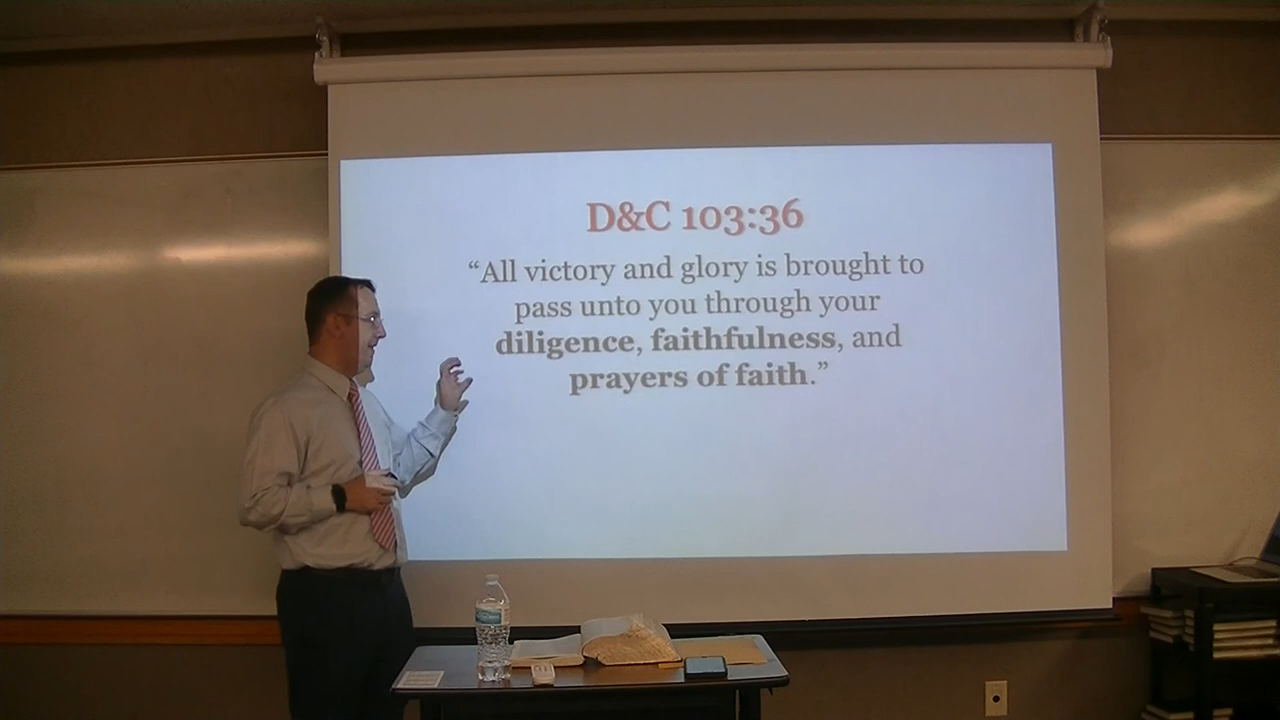 D&C 103:36
“All victory and glory is brought to
pass unto you through your
diligence, faithfulness, and
prayers of faith.”